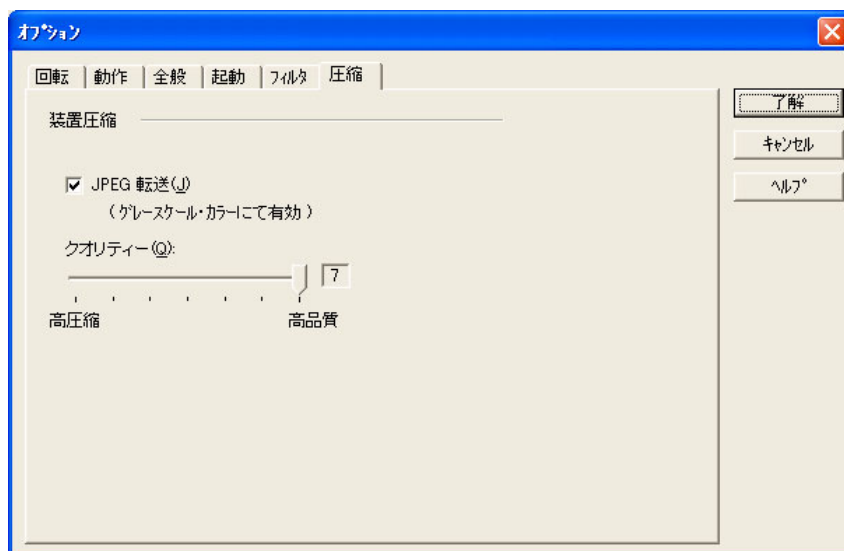 オプション
回転 動作 全般 起動 フィルタ 圧縮
装置圧縮
了解
キャンセル
ヘルプ
JPEG 転送(J)
(グレースケール・カラーにて有効)
クオリティー(Q):
7
高圧縮 高品質